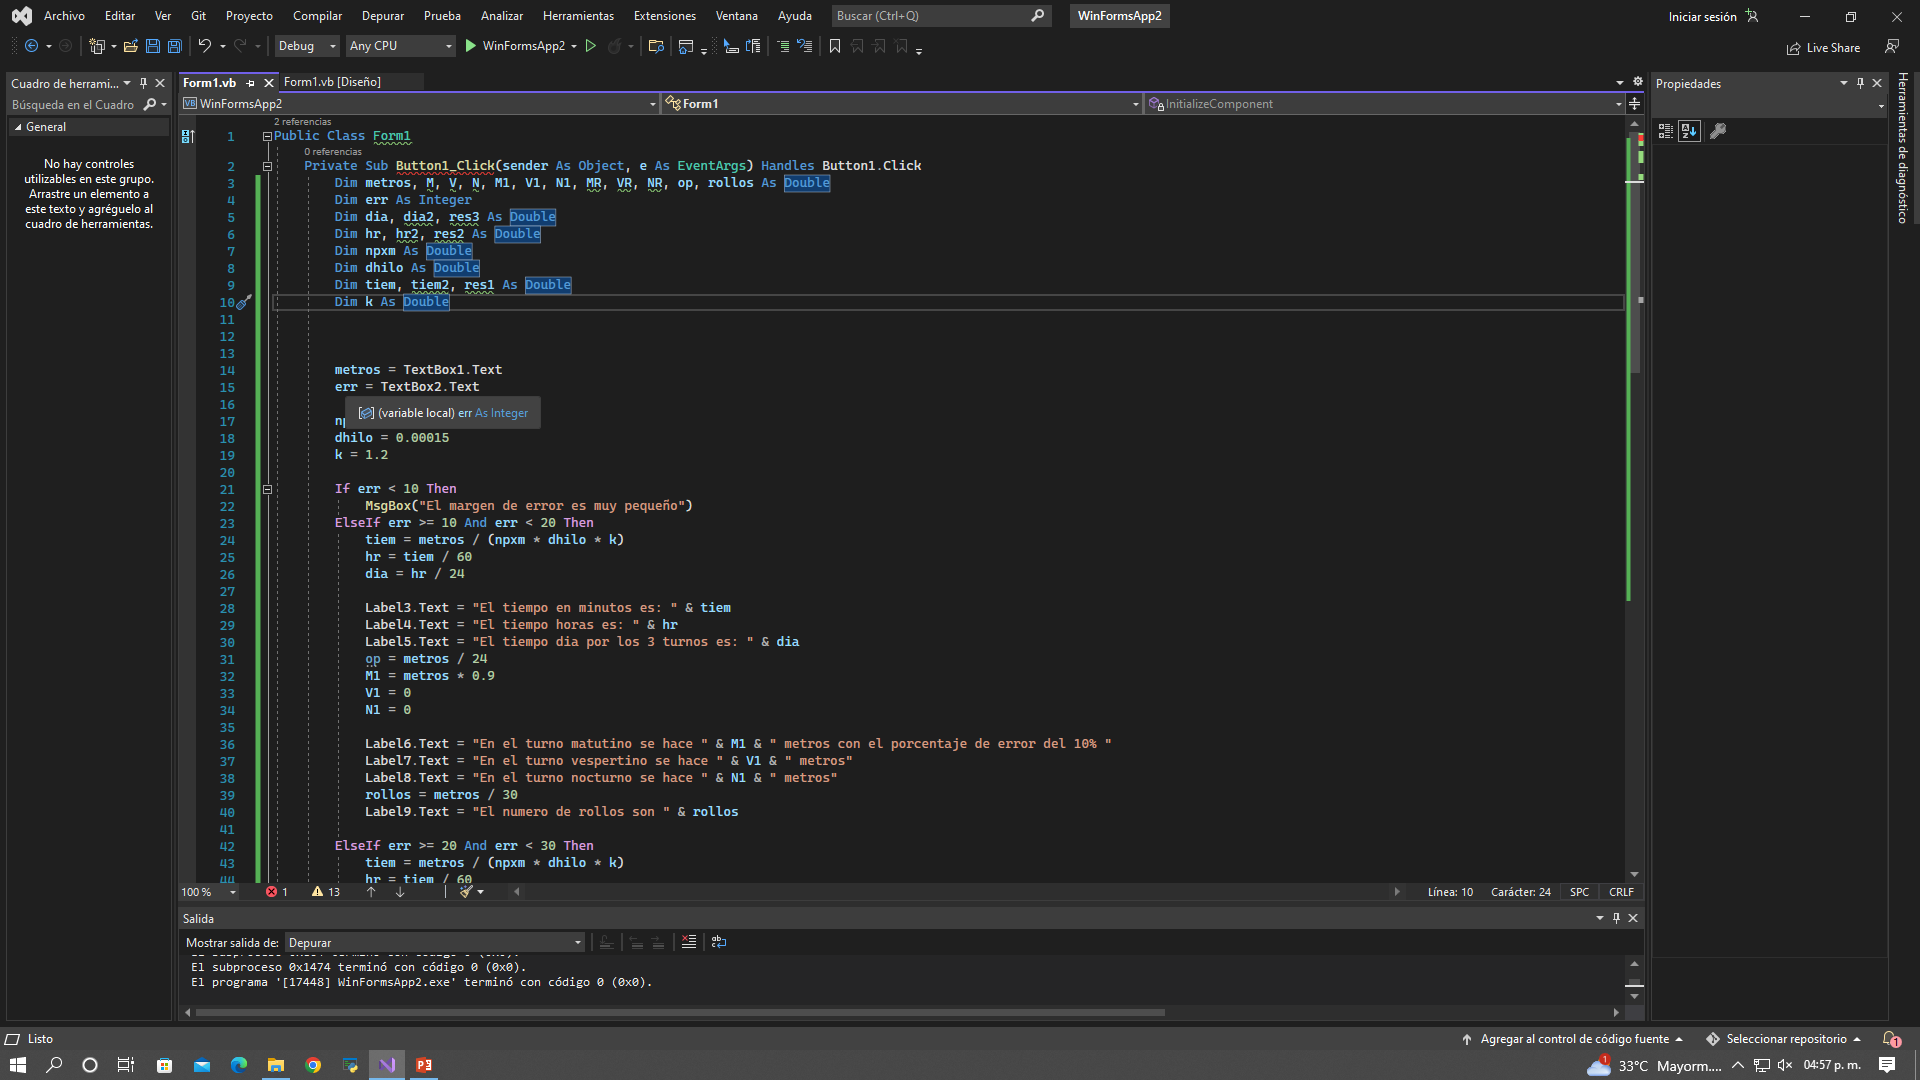 Archivo Editar Ver Git Proyecto Compilar Depurar Prueba Analizar Herramientas Extensiones Ventana Ayuda Buscar (Ctrl+Q) WinFormsApp2 Iniciar sesión
Debug Any CPU WinFormsApp2 Live Share
Cuadro de herrami...
Búsqueda en el Cuadro
General
No hay controles
utilizables en este grupo.
Arrastre un elemento a
este texto y agréguelo al
cuadro de herramientas.
Form1.vb Form1.vb [Diseño]
WinFormsApp2 Form1 InitializeComponent
2 referencias
1 Public Class Form1
0 referencias
2 Private Sub Button1_Click(sender As Object, e As EventArgs) Handles Button1.Click
3 Dim metros, M, V, N, M1, V1, N1, MR, VR, NR, op, rollos As Double
4 Dim err As Integer
5 Dim dia, dia2, res3 As Double
6 Dim hr, hr2, res2 As Double
7 Dim npxm As Double
8 Dim dhilo As Double
9 Dim tiem, tiem2, res1 As Double
10 Dim k As Double
11
12
13
14 metros = TextBox1.Text
15 err = TextBox2.Text
16
(variable local) err As Integer
17
18 dhilo = 0.00015
19 k = 1.2
20
21 If err < 10 Then
22 MsgBox("El margen de error es muy pequeño")
23 ElseIf err >= 10 And err < 20 Then
24 tiem = metros / (npxm * dhilo * k)
25 hr = tiem / 60
26 dia = hr / 24
27
28 Label3.Text = "El tiempo en minutos es: " & tiem
29 Label4.Text = "El tiempo horas es: " & hr
30 Label5.Text = "El tiempo dia por los 3 turnos es: " & dia
31 op = metros / 24
32 M1 = metros * 0.9
33 V1 = 0
34 N1 = 0
35
36 Label6.Text = "En el turno matutino se hace " & M1 & " metros con el porcentaje de error del 10% "
37 Label7.Text = "En el turno vespertino se hace " & V1 & " metros"
38 Label8.Text = "En el turno nocturno se hace " & N1 & " metros"
39 rollos = metros / 30
40 Label9.Text = "El numero de rollos son " & rollos
41
42 ElseIf err >= 20 And err < 30 Then
43 tiem = metros / (npxm * dhilo * k)
44 hr = tiem / 60
100 % 1 13 Línea: 10 Carácter: 24 SPC CRLF
Salida
Mostrar salida de: Depurar
El subproceso 0x1474 terminó con código 0 (0x0).
El programa '[17448] WinFormsApp2.exe' terminó con código 0 (0x0).
Propiedades
Herramientas de diagnóstico
Listo Agregar al control de código fuente Seleccionar repositorio 1
1 33°C Mayorm.... 04:57 p. m.